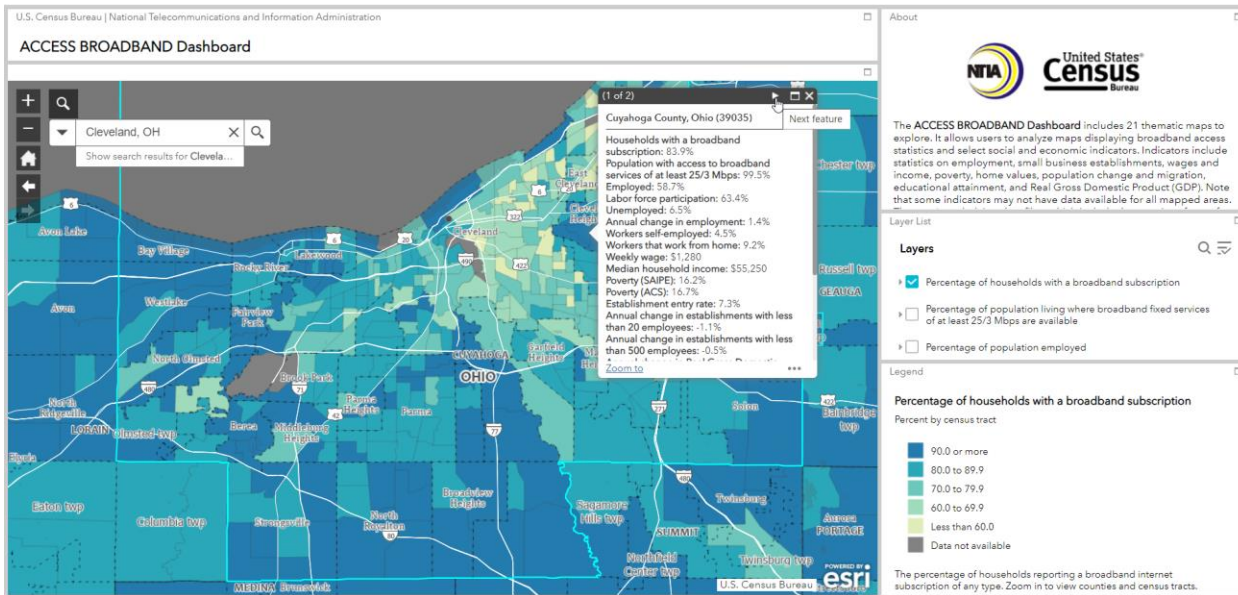 U.S. Census Bureau | National Telecommunications and Information Administration
ACCESS BROADBAND Dashboard
Cleveland, OH
Show search results for Clevela...
(1 of 2)
Next feature
Cuyahoga County, Ohio (39035)
Households with a broadband
subscription: 83.9%
Population with access to broadband
services of at least 25/3 Mbps: 99.5%
Employed: 58.7%
Labor force participation: 63.4%
Unemployed: 6.5%
Annual change in employment: 1.4%
Workers self-employed: 4.5%
Workers that work from home: 9.2%
Weekly wage: $1,280
Median household income: $55,250
Poverty (SAIPE): 16.2%
Poverty (ACS): 16.7%
Establishment entry rate: 7.3%
Annual change in establishments with less
than 20 employees: -1.1%
Annual change in establishments with less
than 500 employees: -0.5%
Zoom to
6
20
Avon Lake
Bay Village
6
Lakewood
20
Rocky River
Cleveland
East
Cleveland
322
490
422
Chester twp
Russell twp
GEAUGA
Avon
Westlake
Fairview
Park
North Olmsted
CUYAHOGA
OHIO
Garfield
Heights
480
Brook Park
71
North
Ridgeville
Parma
Heights
42
Parma
LORAIN
Olmsted twp
Berea
Middleburg
Heights
77
271
Solon
422
Bainbridge
twp
Elyria
480
Eaton twp
Columbia twp
Strongsville
North
Royalton
80
Broadview
Heights
Sagamore
Hills twp
Twinsburg
Aurora
PORTAGE
SUMMIT
Northfield
Center twp
Twinsburg twp
MEDINA
Brunswick
U.S. Census Bureau
POWERED BY
esri
About
NTIA
United States®
Census
Bureau
The ACCESS BROADBAND Dashboard includes 21 thematic maps to
explore. It allows users to analyze maps displaying broadband access
statistics and select social and economic indicators. Indicators include
statistics on employment, small business establishments, wages and
income, poverty, home values, population change and migration,
educational attainment, and Real Gross Domestic Product (GDP). Note
that some indicators may not have data available for all mapped areas.
Layer List
Layers
Percentage of households with a broadband subscription
Percentage of population living where broadband fixed services
of at least 25/3 Mbps are available
Percentage of population employed
Legend
Percentage of households with a broadband subscription
Percent by census tract
90.0 or more
80.0 to 89.9
70.0 to 79.9
60.0 to 69.9
Less than 60.0
Data not available
The percentage of households reporting a broadband internet
subscription of any type. Zoom in to view counties and census tracts.